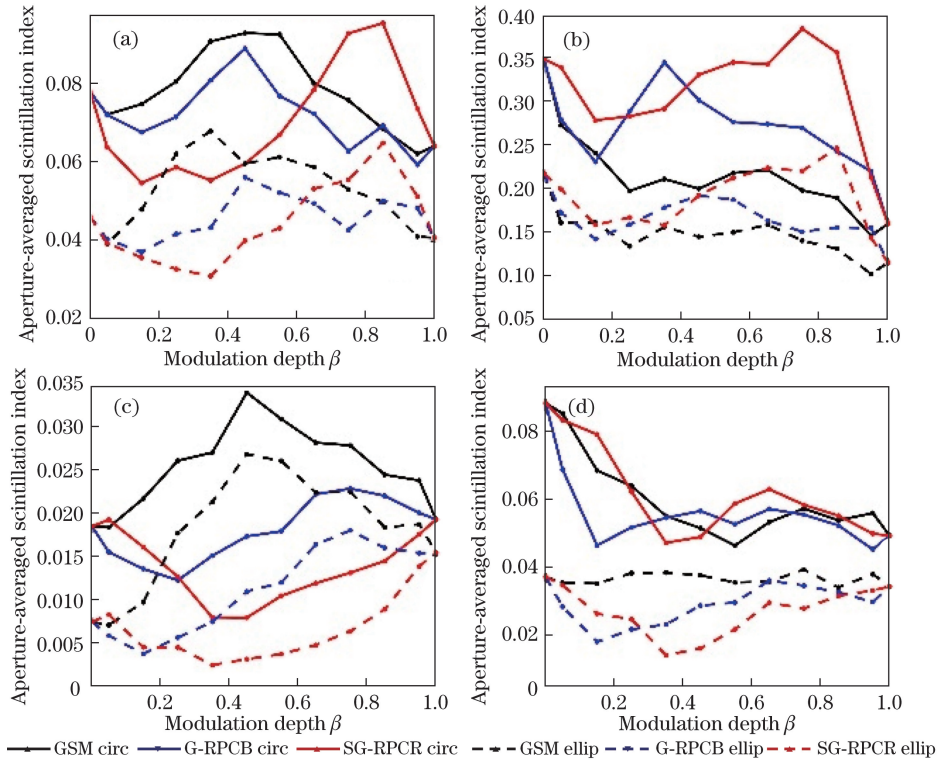 (a)
Aperture-averaged scintillation index
0.08
0.06
0.04
0.02
0 0.2 0.4 0.6 0.8 1.0
Modulation depth β
(b)
Aperture-averaged scintillation index
0.40
0.35
0.30
0.25
0.20
0.15
0.10
0.05
0 0.2 0.4 0.6 0.8 1.0
Modulation depth β
(c)
Aperture-averaged scintillation index
0.035
0.030
0.025
0.020
0.015
0.010
0.005
0
0.2 0.4 0.6 0.8 1.0
Modulation depth β
(d)
Aperture-averaged scintillation index
0.08
0.06
0.04
0.02
0
0.2 0.4 0.6 0.8 1.0
Modulation depth β
GSM circ G-RPCB circ SG-RPCR circ GSM ellip G-RPCB ellip SG-RPCR ellip